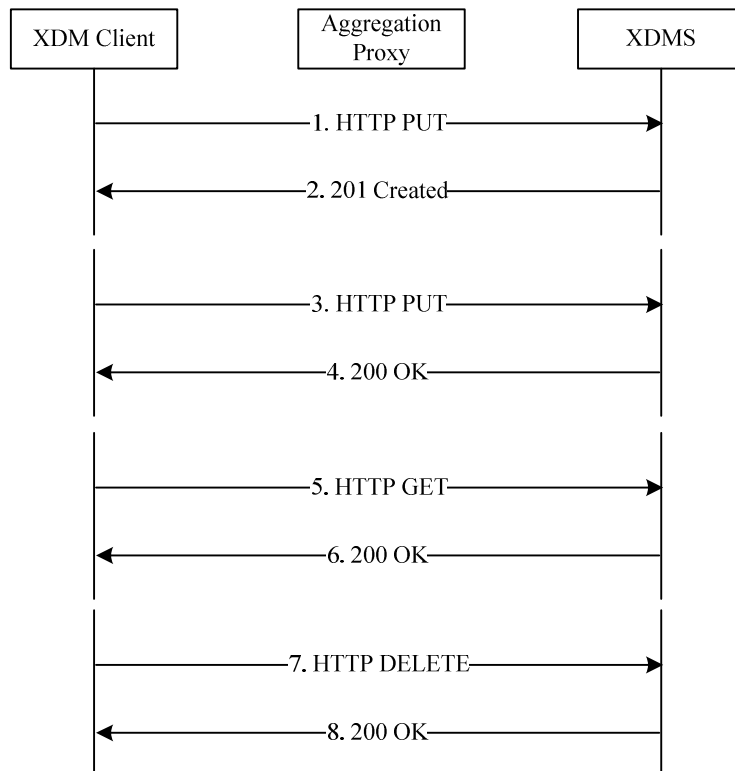 XDM Client
Aggregation
Proxy
XDMS
1. HTTP PUT
2. 201 Created
3. HTTP PUT
4. 200 OK
5. HTTP GET
6. 200 OK
7. HTTP DELETE
8. 200 OK